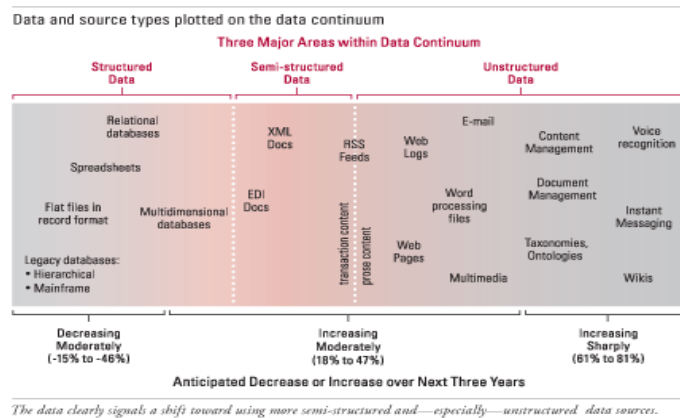 Data and source types plotted on the data continuum
Three Major Areas within Data Continuum
Structured
Data
Semi-structured
Data
Unstructured
Data
Relational
databases
Spreadsheets
Flat files in
record format
Multidimensional
databases
Legacy databases:
• Hierarchical
• Mainframe
XML
Docs
EDI
Docs
RSS
Feeds
transaction content
prose content
Web
Logs
E-mail
Word
processing
files
Web
Pages
Multimedia
Content
Management
Document
Management
Taxonomies,
Ontologies
Voice
recognition
Instant
Messaging
Wikis
Decreasing
Moderately
(-15% to -46%)
Increasing
Moderately
(18% to 47%)
Increasing
Sharply
(61% to 81%)
Anticipated Decrease or Increase over Next Three Years
The data clearly signals a shift toward using more semi-structured and—especially—unstructured data sources.